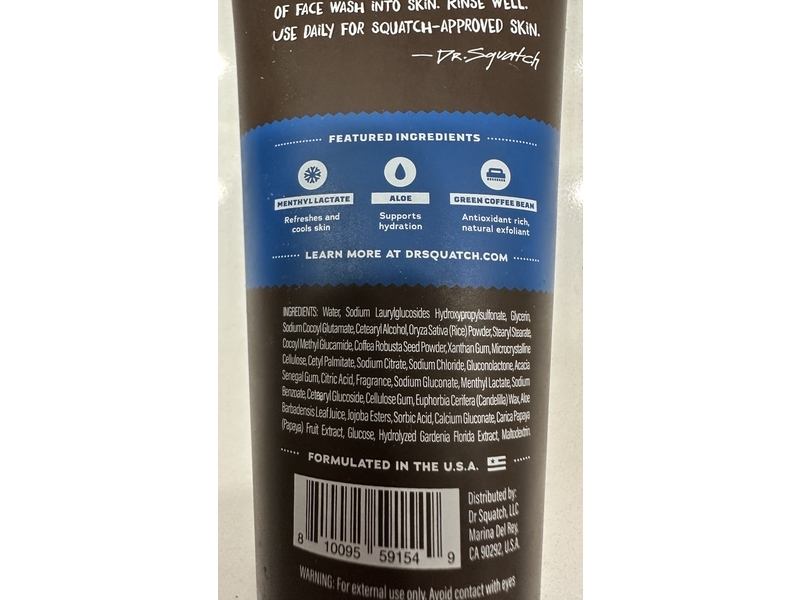 OF FACE WASH INTO SKIN. RINSE WELL.
USE DAILY FOR SQUATCH-APPROVED SKIN.
—Dr. Squatch
FEATURED INGREDIENTS
MENTHYL LACTATE ALOE GREEN COFFEE BEAN
Refreshes and Supports Antioxidant rich,
cools skin hydration natural exfoliant
LEARN MORE AT DRSQUATCH.COM
INGREDIENTS: Water, Sodium Laurylglucosides Hydroxypropylsulfonate, Glycerin,
Sodium Cocoyl Glutamate, Cetearyl Alcohol, Oryza Sativa (Rice) Powder, Stearyl Stearate,
Cocoyl Methyl Glucamide, Coffea Robusta Seed Powder, Xanthan Gum, Microcrystalline
Cellulose, Cetyl Palmitate, Sodium Citrate, Sodium Chloride, Gluconolactone, Acacia
Senegal Gum, Citric Acid, Fragrance, Sodium Gluconate, Menthyl Lactate, Sodium
Benzoate, Cetearyl Glucoside, Cellulose Gum, Euphorbia Cerifera (Candelilla) Wax, Aloe
Barbadensis Leaf Juice, Jojoba Esters, Sorbic Acid, Calcium Gluconate, Carica Papaya
(Papaya) Fruit Extract, Glucose, Hydrolyzed Gardenia Florida Extract, Maltodextrin
FORMULATED IN THE U.S.A.
Distributed by:
Dr Squatch, LLC
Marina Del Rey,
CA 90292, U.S.A.
8 10095 59154 9
WARNING: For external use only. Avoid contact with eyes